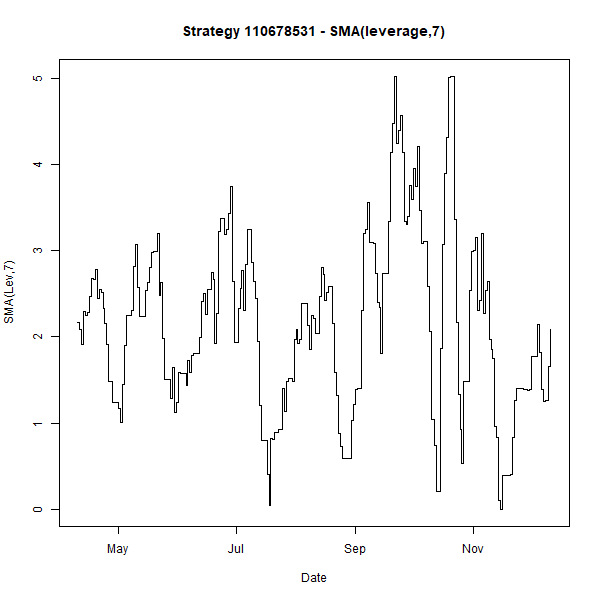 Strategy 110678531 - SMA(leverage,7)
SMA(Lev,7)
5
4
3
2
1
0
May
Jul
Sep
Nov
Date